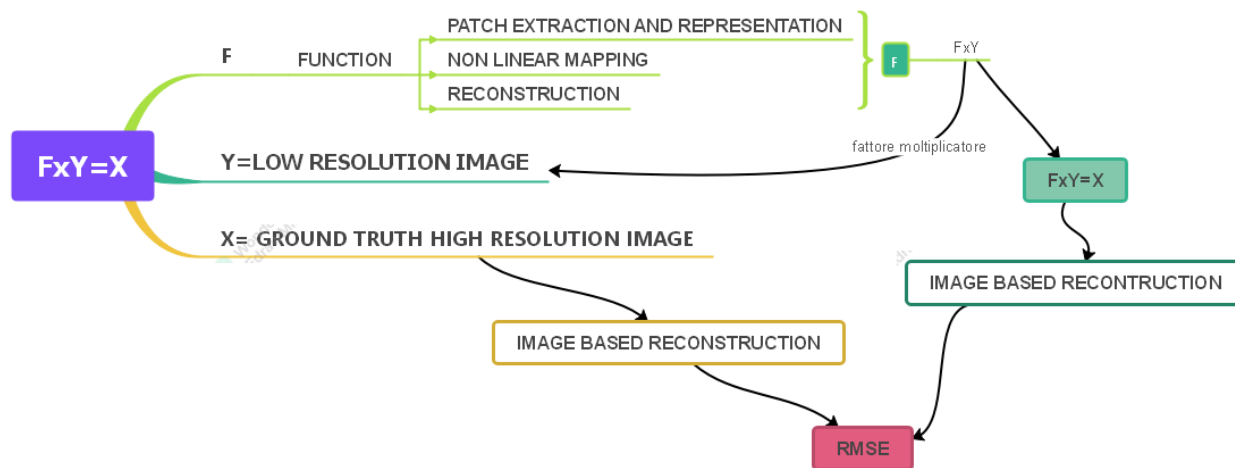 PATCH EXTRACTION AND REPRESENTATION
F
FUNCTION
NON LINEAR MAPPING
RECONSTRUCTION
F
FxY
FxY=X
Y=LOW RESOLUTION IMAGE
fattore moltiplicatore
FxY=X
X= GROUND TRUTH HIGH RESOLUTION IMAGE
IMAGE BASED RECONTRUCTION
IMAGE BASED RECONSTRUCTION
RMSE